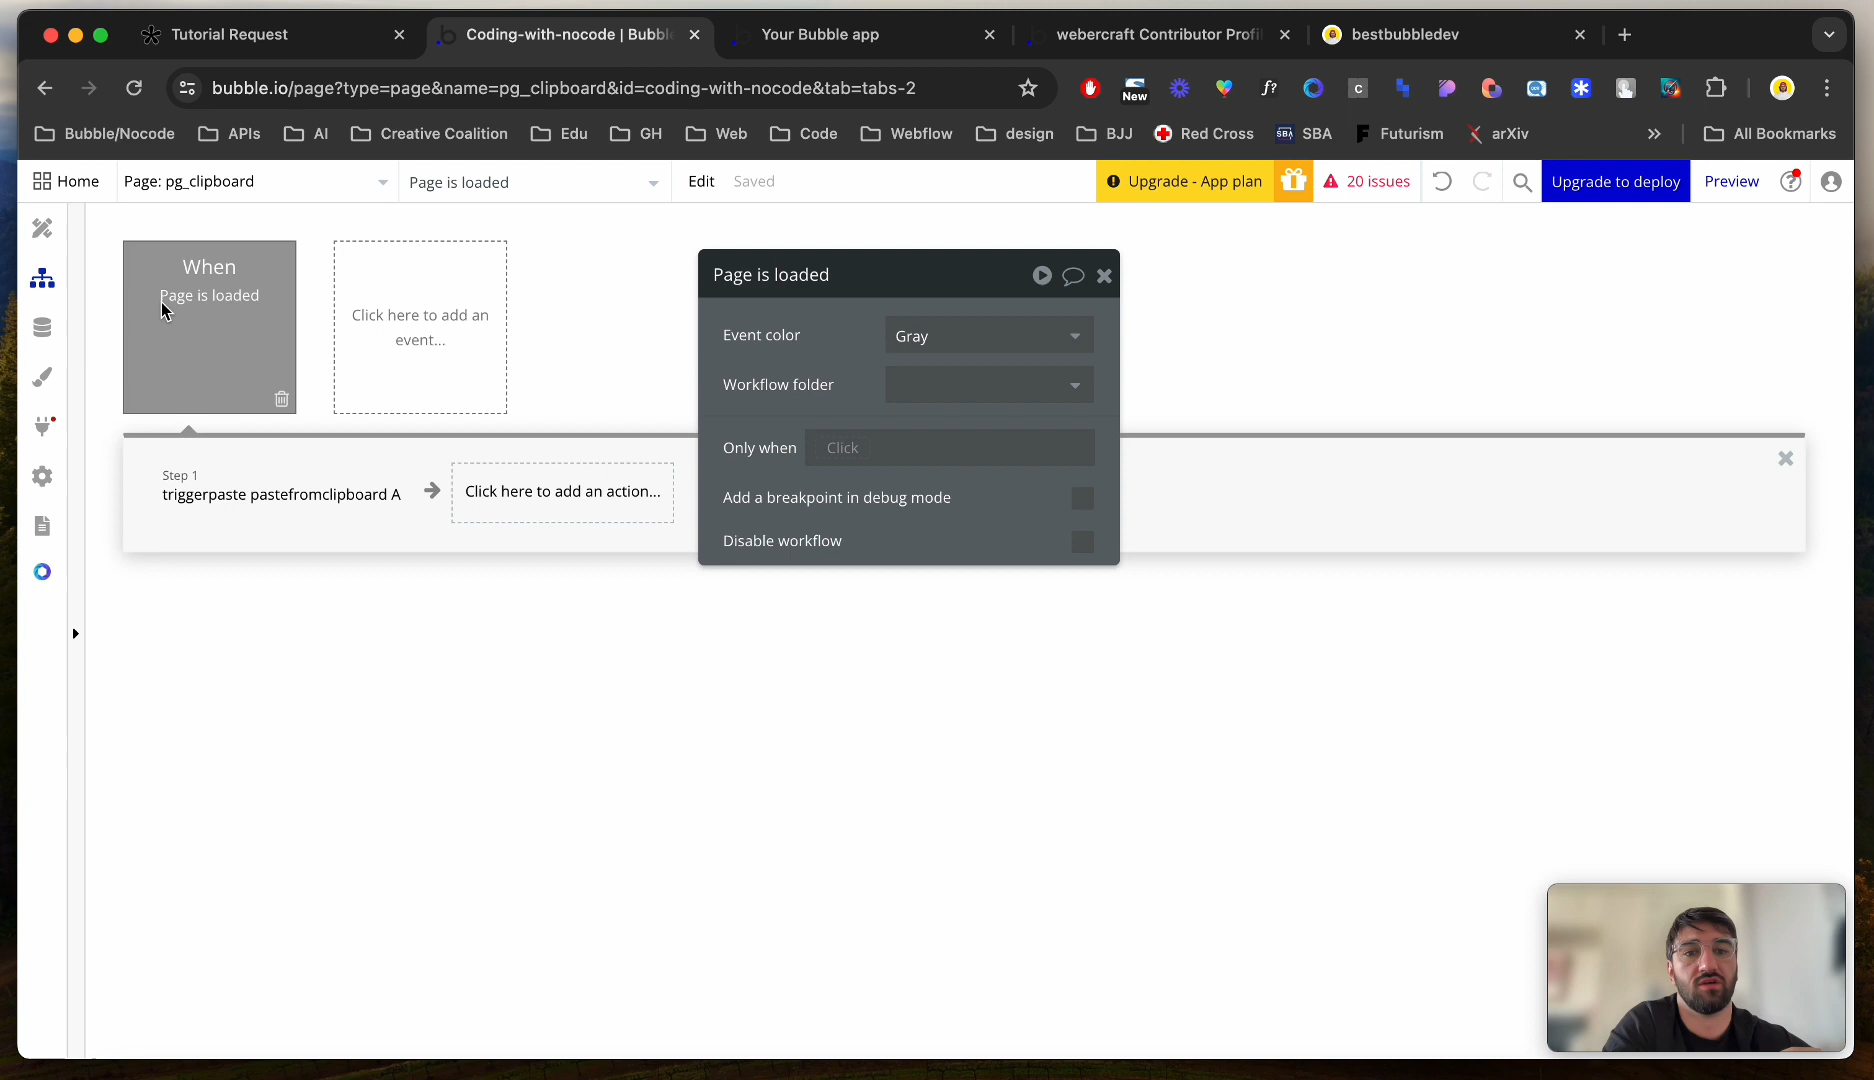 Tutorial Request
Coding-with-nocode | Bubble
Your Bubble app
webercraft Contributor Profil
bestbubbledev
bubble.io/page?type=page&name=pg_clipboard&id=coding-with-nocode&tab=tabs-2
New
f?
C
Bubble/Nocode
APIs
AI
Creative Coalition
Edu
GH
Web
Code
Webflow
design
BJJ
Red Cross
SBA SBA
Futurism
arXiv
All Bookmarks
Home
Page: pg_clipboard
Page is loaded
Edit
Saved
Upgrade - App plan
20 issues
Upgrade to deploy
Preview
When
Page is loaded
Click here to add an
event...
Page is loaded
Event color
Gray
Workflow folder
Only when
Click
Add a breakpoint in debug mode
Disable workflow
Step 1
triggerpaste pastefromclipboard A
Click here to add an action...